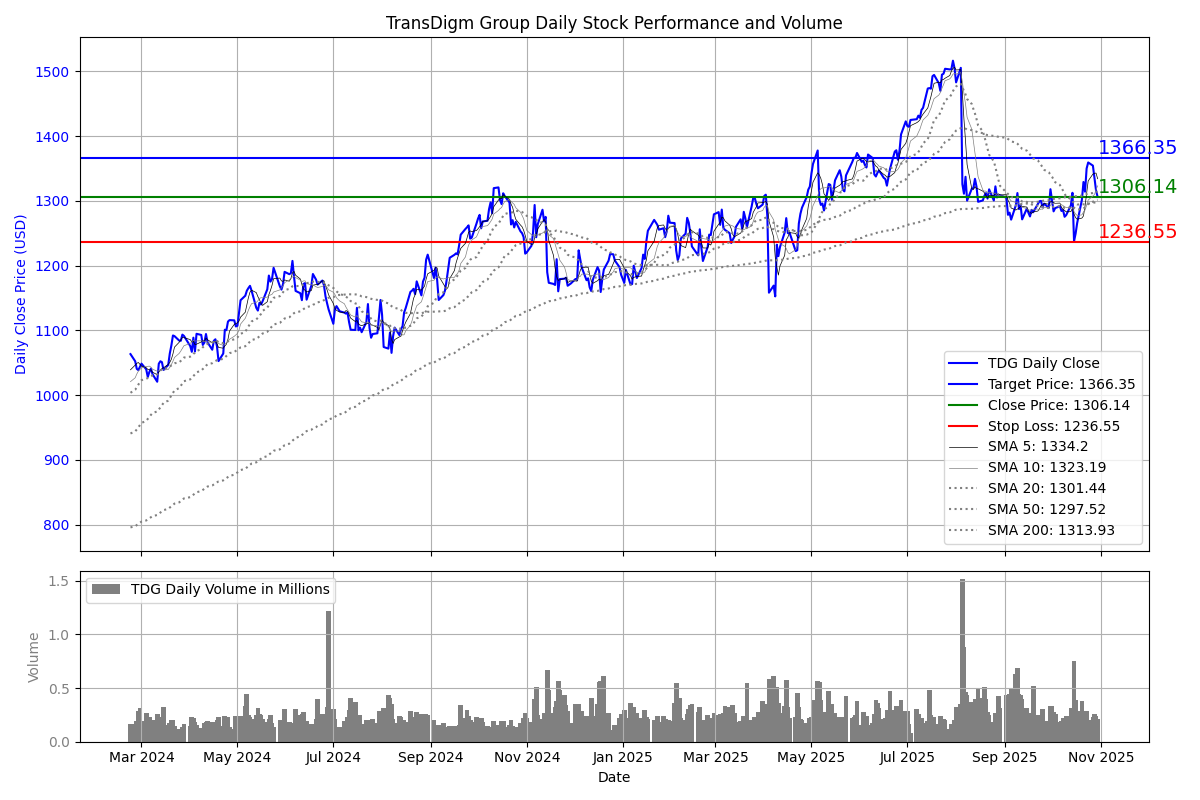 TransDigm Group Daily Stock Performance and Volume
Daily Close Price (USD)
1500
1400
1300
1200
1100
1000
900
800
1366.35
1306.14
1236.55
TDG Daily Close
Target Price: 1366.35
Close Price: 1306.14
Stop Loss: 1236.55
SMA 5: 1334.2
SMA 10: 1323.19
SMA 20: 1301.44
SMA 50: 1297.52
SMA 200: 1313.93
Volume
1.5
1.0
0.5
0.0
TDG Daily Volume in Millions
Mar 2024 May 2024 Jul 2024 Sep 2024 Nov 2024 Jan 2025 Mar 2025 May 2025 Jul 2025 Sep 2025 Nov 2025
Date